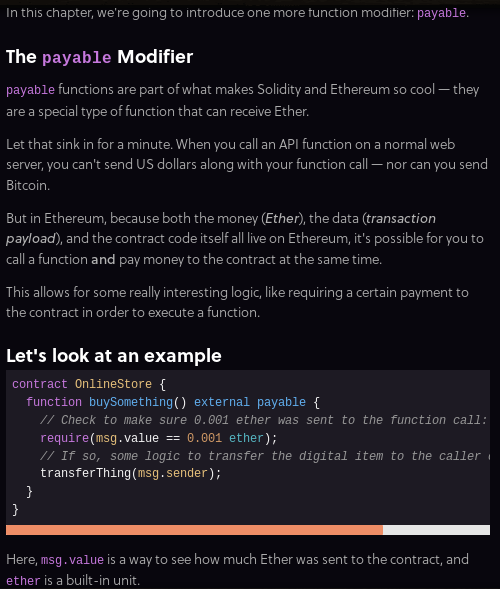 In this chapter, we're going to introduce one more function modifier: payable.
The payable Modifier
payable functions are part of what makes Solidity and Ethereum so cool — they
are a special type of function that can receive Ether.
Let that sink in for a minute. When you call an API function on a normal web
server, you can't send US dollars along with your function call — nor can you send
Bitcoin.
But in Ethereum, because both the money (Ether), the data (transaction
payload), and the contract code itself all live on Ethereum, it's possible for you to
call a function and pay money to the contract at the same time.
This allows for some really interesting logic, like requiring a certain payment to
the contract in order to execute a function.
Let's look at an example
contract OnlineStore {
  function buySomething() external payable {
    // Check to make sure 0.001 ether was sent to the function call:
    require(msg.value == 0.001 ether);
    // If so, some logic to transfer the digital item to the caller
    transferThing(msg.sender);
  }
}
Here, msg.value is a way to see how much Ether was sent to the contract, and
ether is a built-in unit.